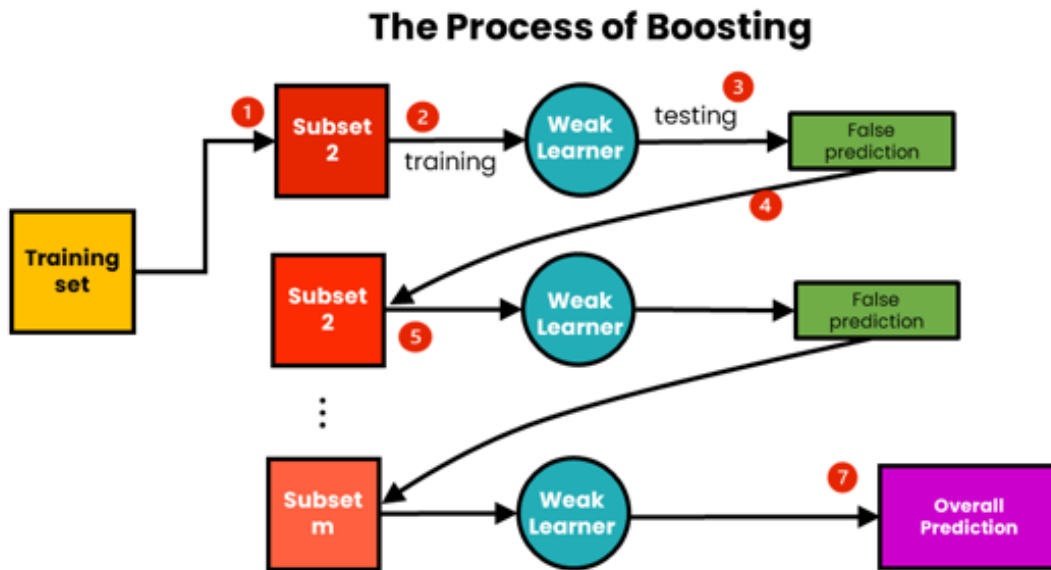 The Process of Boosting
1
Subset
2
2
training
Weak
Learner
3
testing
False
prediction
4
Training
set
Subset
2
5
Weak
Learner
False
prediction
Subset
m
Weak
Learner
7
Overall
Prediction